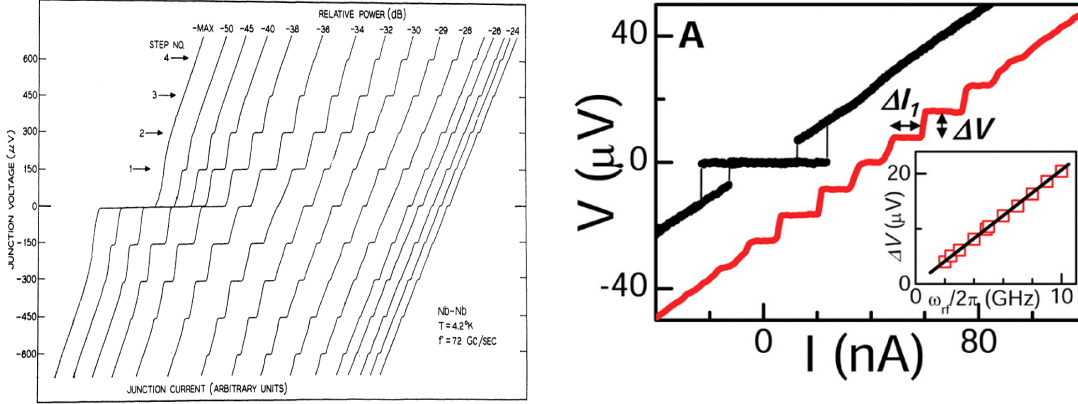 RELATIVE POWER (dB)
-MAX -50 -45 -40 -38 -36 -34 -32 -30 -29 -28 -26 -24
STEP NO.
4
3
2
1
600
450
300
150
0
-150
-300
-450
-600
JUNCTION VOLTAGE (μV)
Nb-Nb
T = 4.2°K
f = 72 GC/SEC
JUNCTION CURRENT (ARBITRARY UNITS)
A
40
0
-40
V (μV)
ΔI1
ΔV
20
0
ΔV (μV)
0 10
ωrf/2π (GHz)
0 80
I (nA)